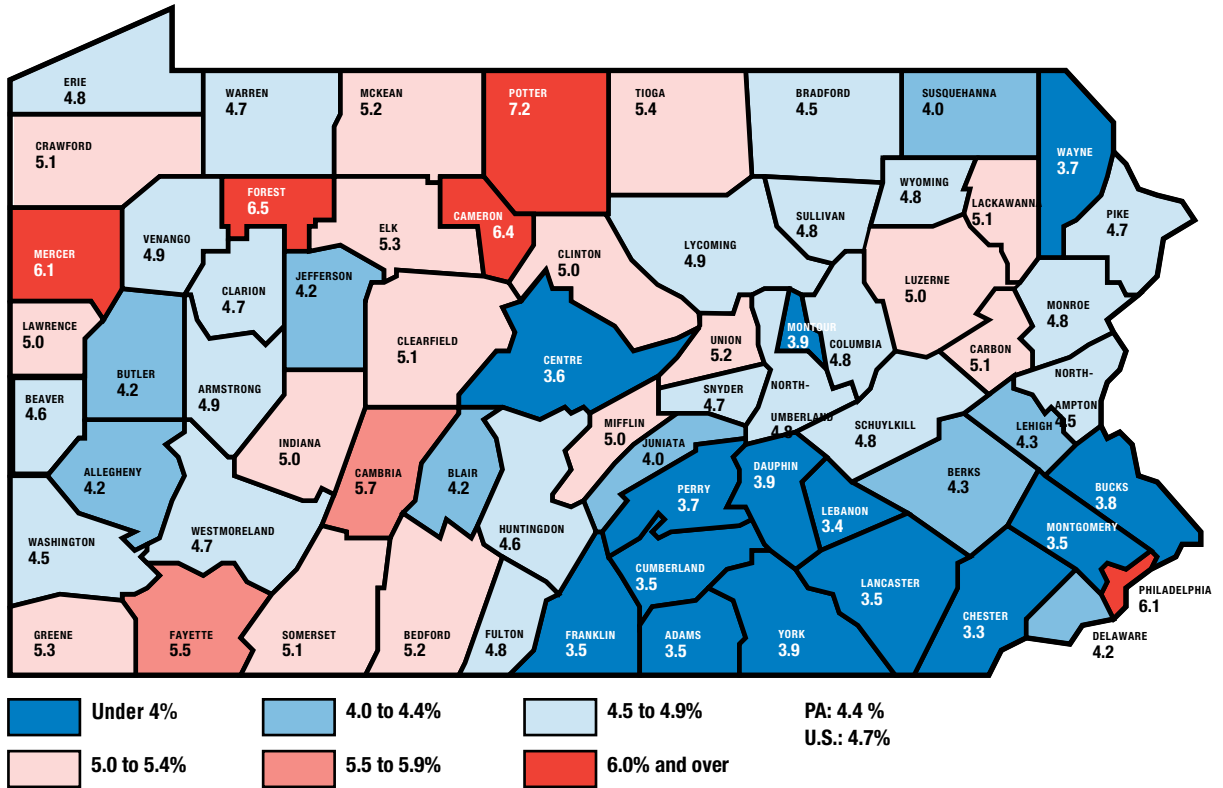 ERIE
4.8
WARREN
4.7
MCKEAN
5.2
POTTER
7.2
TIOGA
5.4
BRADFORD
4.5
SUSQUEHANNA
4.0
WAYNE
3.7
CRAWFORD
5.1
FOREST
6.5
CAMERON
6.4
WYOMING
4.8
LACKAWANNA
5.1
PIKE
4.7
MERCER
6.1
VENANGO
4.9
ELK
5.3
CLINTON
5.0
LYCOMING
4.9
SULLIVAN
4.8
CLARION
4.7
JEFFERSON
4.2
LUZERNE
5.0
MONROE
4.8
LAWRENCE
5.0
BUTLER
4.2
CLEARFIELD
5.1
CENTRE
3.6
UNION
5.2
MONTOUR
3.9
COLUMBIA
4.8
CARBON
5.1
BEAVER
4.6
ARMSTRONG
4.9
SNYDER
4.7
NORTH-
UMBERLAND
4.8
NORTH-
AMPTON
4.5
INDIANA
5.0
MIFFLIN
5.0
SCHUYLKILL
4.8
LEHIGH
4.3
ALLEGHENY
4.2
CAMBRIA
5.7
BLAIR
4.2
JUNIATA
4.0
DAUPHIN
3.9
BERKS
4.3
BUCKS
3.8
WESTMORELAND
4.7
HUNTINGDON
4.6
PERRY
3.7
LEBANON
3.4
MONTGOMERY
3.5
WASHINGTON
4.5
CUMBERLAND
3.5
LANCASTER
3.5
PHILADELPHIA
6.1
GREENE
5.3
FAYETTE
5.5
SOMERSET
5.1
BEDFORD
5.2
FULTON
4.8
FRANKLIN
3.5
ADAMS
3.5
YORK
3.9
CHESTER
3.3
DELAWARE
4.2
Under 4%
4.0 to 4.4%
4.5 to 4.9%
PA: 4.4 %
U.S.: 4.7%
5.0 to 5.4%
5.5 to 5.9%
6.0% and over